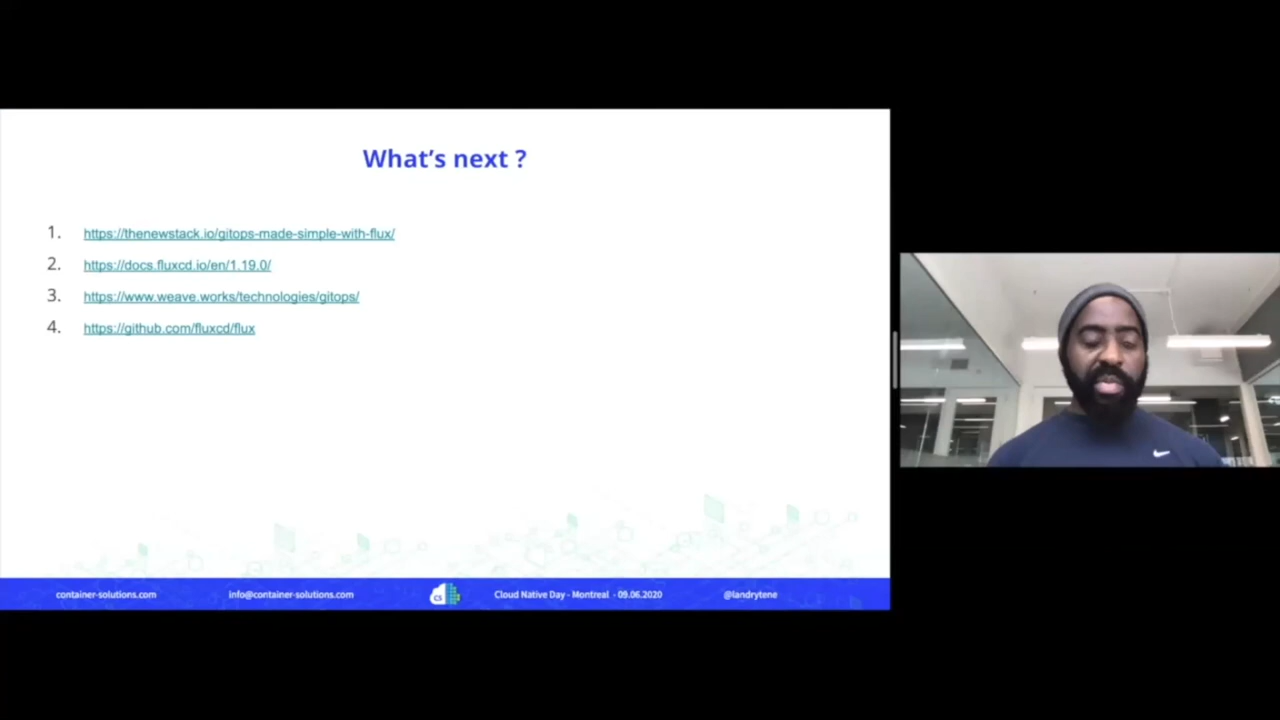 What's next ?
1. https://thenewstack.io/gitops-made-simple-with-flux/
2. https://docs.fluxcd.io/en/1.19.0/
3. https://www.weave.works/technologies/gitops/
4. https://github.com/fluxcd/flux
container-solutions.com info@container-solutions.com CS Cloud Native Day - Montreal - 09.06.2020 @landrytene